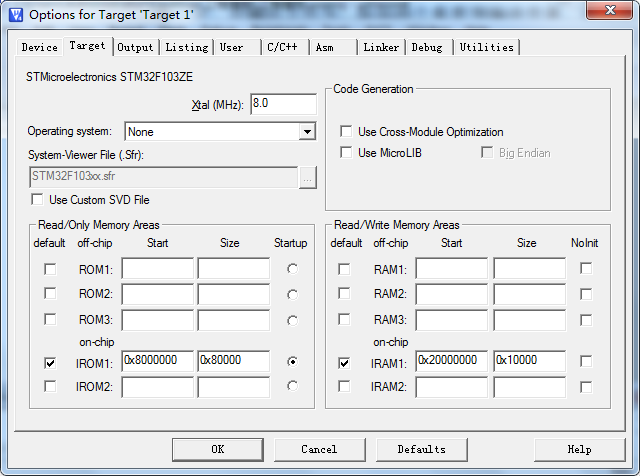 Options for Target 'Target 1'
Device Target Output Listing User C/C++ Asm Linker Debug Utilities
STMicroelectronics STM32F103ZE
Xtal (MHz): 8.0
Operating system: None
System-Viewer File (.Sfr):
STM32F103xx.sfr ...
Use Custom SVD File
Code Generation
Use Cross-Module Optimization
Use MicroLIB Big Endian
Read/Only Memory Areas
default off-chip Start Size Startup
ROM1:
ROM2:
ROM3:
on-chip
IROM1: 0x8000000 0x80000
IROM2:
Read/Write Memory Areas
default off-chip Start Size NoInit
RAM1:
RAM2:
RAM3:
on-chip
IRAM1: 0x20000000 0x10000
IRAM2:
OK Cancel Defaults Help